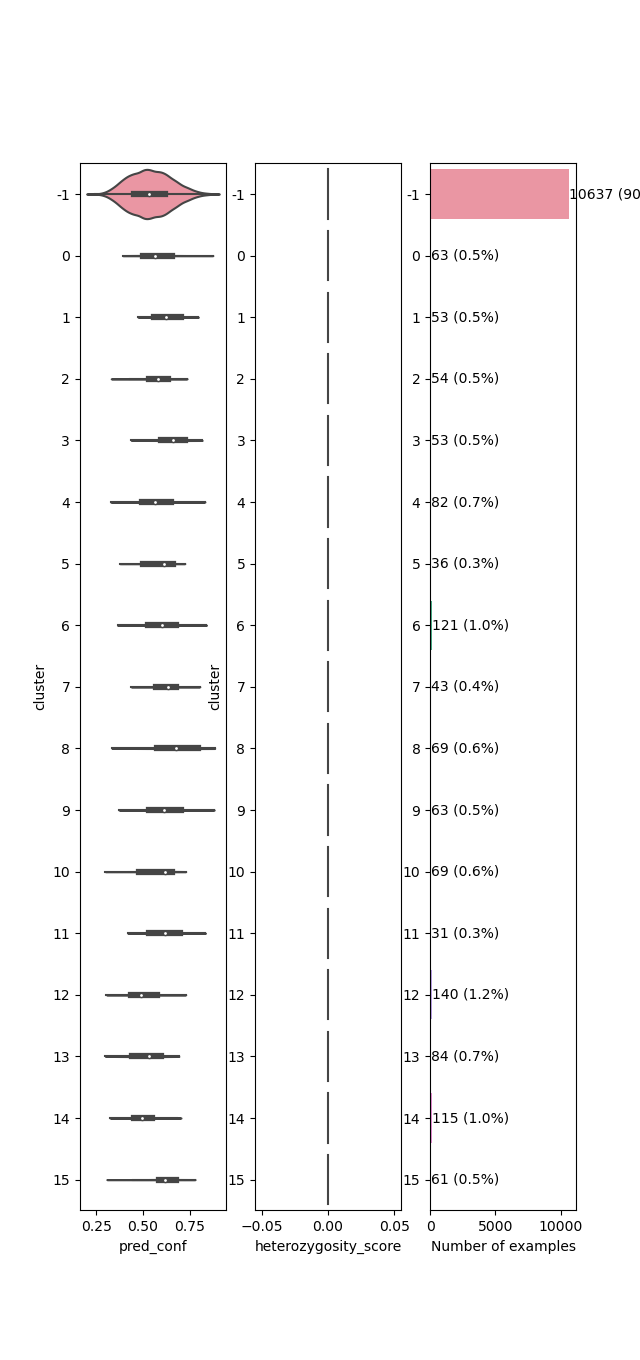 -1
0
1
2
3
4
5
6
7
8
9
10
11
12
13
14
15
cluster
0.25 0.50 0.75
pred_conf
-1
0
1
2
3
4
5
6
7
8
9
10
11
12
13
14
15
cluster
−0.05 0.00 0.05
heterozygosity_score
-1 10637 (90
0 63 (0.5%)
1 53 (0.5%)
2 54 (0.5%)
3 53 (0.5%)
4 82 (0.7%)
5 36 (0.3%)
6 121 (1.0%)
7 43 (0.4%)
8 69 (0.6%)
9 63 (0.5%)
10 69 (0.6%)
11 31 (0.3%)
12 140 (1.2%)
13 84 (0.7%)
14 115 (1.0%)
15 61 (0.5%)
0 5000 10000
Number of examples